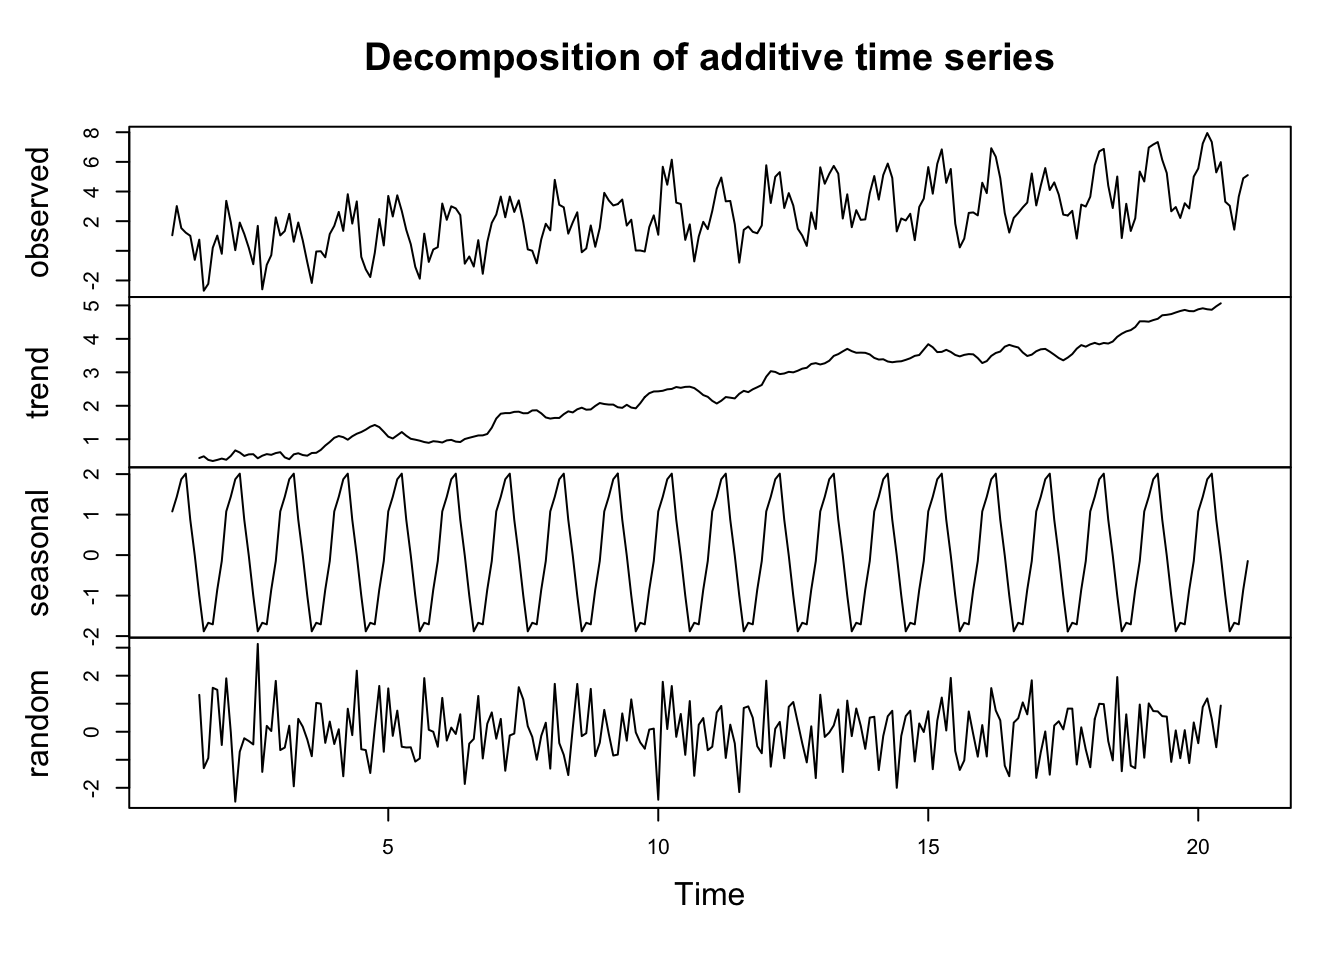 Decomposition of additive time series
observed
-2 2 4 6 8
trend
1 2 3 4 5
seasonal
-2 -1 0 1 2
random
-2 0 2
5 10 15 20
Time